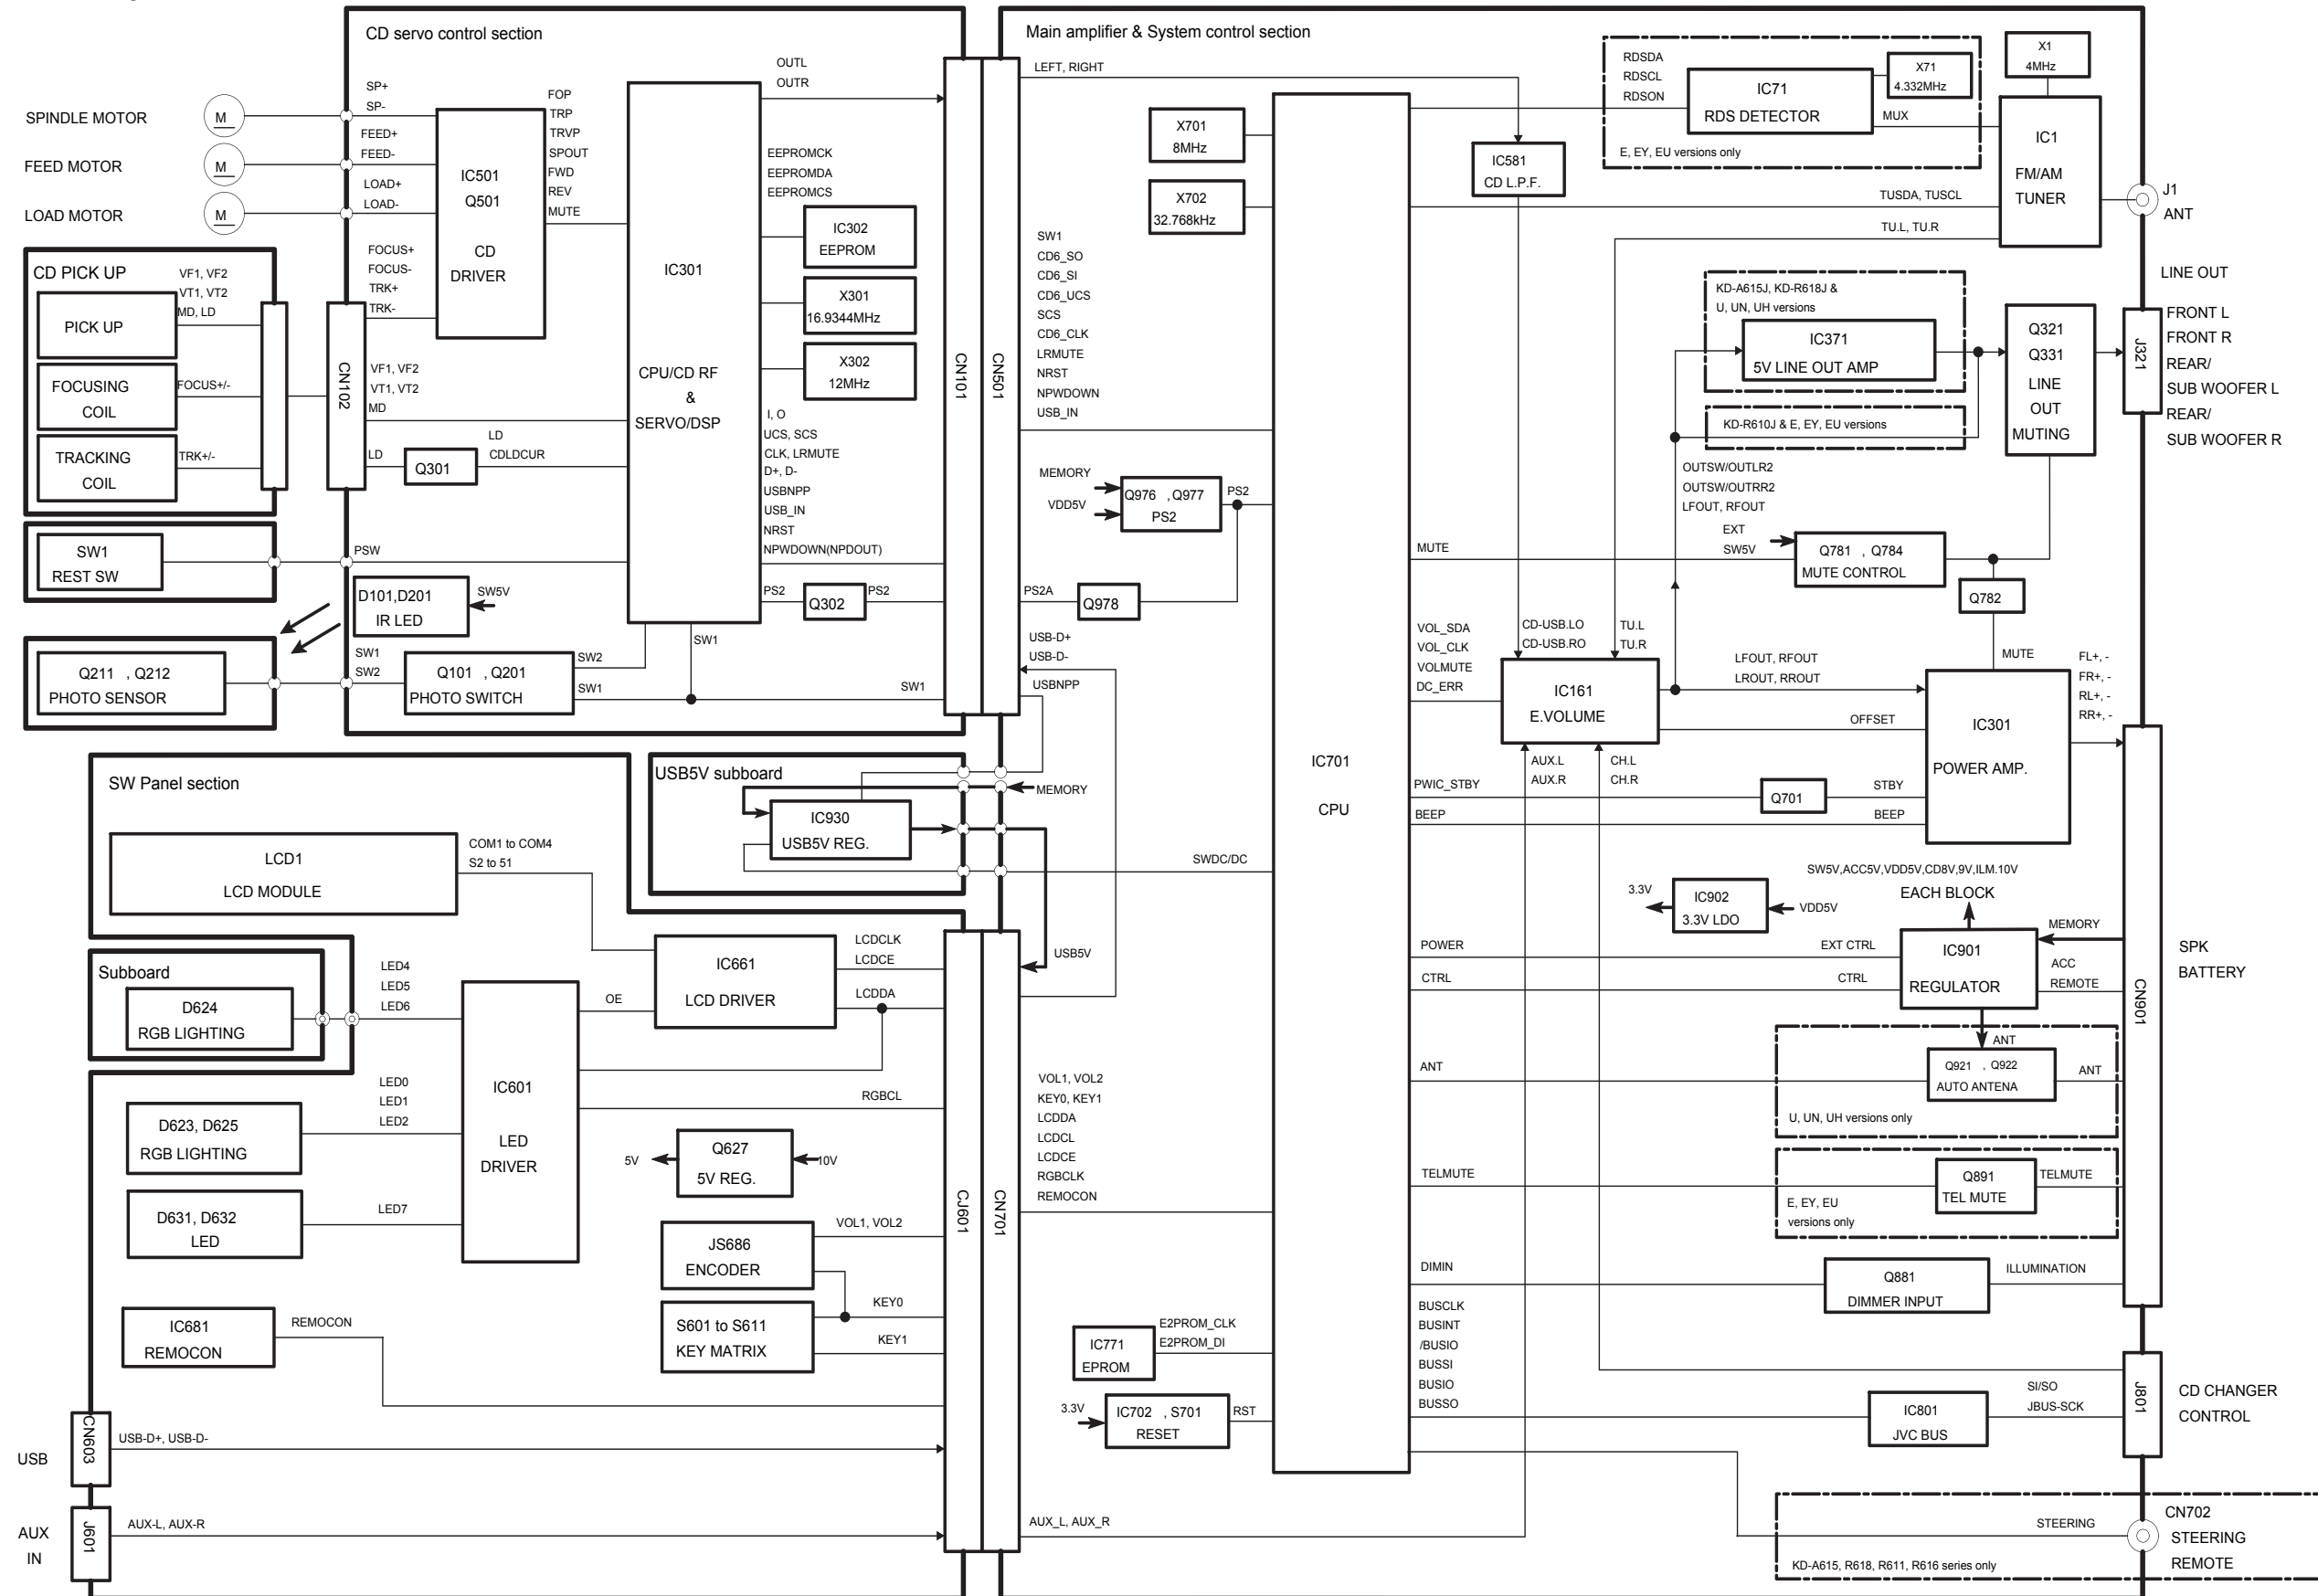 CD servo control section
SPINDLE MOTOR
M
SP+
SP-
FEED MOTOR
M
FEED+
FEED-
LOAD MOTOR
M
LOAD+
LOAD-
FOCUS+
FOCUS-
TRK+
TRK-
IC501
Q501
CD
DRIVER
FOP
TRP
TRVP
SPOUT
FWD
REV
MUTE
IC301
CPU/CD RF
&
SERVO/DSP
OUTL
OUTR
EEPROMCK
EEPROMDA
EEPROMCS
IC302
EEPROM
X301
16.9344MHz
X302
12MHz
I, O
UCS, SCS
CLK, LRMUTE
D+, D-
USBNPP
USB_IN
NRST
NPWDOWN(NPDOUT)
PS2
Q302
PS2
CD PICK UP
PICK UP
VF1, VF2
VT1, VT2
MD, LD
FOCUSING
COIL
FOCUS+/-
TRACKING
COIL
TRK+/-
CN102
VF1, VF2
VT1, VT2
MD
LD
Q301
LD
CDLDCUR
SW1
REST SW
PSW
D101,D201
IR LED
SW5V
Q211 , Q212
PHOTO SENSOR
SW1
SW2
Q101 , Q201
PHOTO SWITCH
SW2
SW1
SW1
SW1
CN101
CN501
Main amplifier & System control section
LEFT, RIGHT
X701
8MHz
X702
32.768kHz
SW1
CD6_SO
CD6_SI
CD6_UCS
SCS
CD6_CLK
LRMUTE
NRST
NPWDOWN
USB_IN
MEMORY
VDD5V
Q976 , Q977
PS2
PS2
PS2A
Q978
USB-D+
USB-D-
USBNPP
IC701
CPU
IC581
CD L.P.F.
RDSDA
RDSCL
RDSON
IC71
RDS DETECTOR
X71
4.332MHz
MUX
E, EY, EU versions only
X1
4MHz
IC1
FM/AM
TUNER
J1
ANT
TUSDA, TUSCL
TU.L, TU.R
KD-A615J, KD-R618J &
U, UN, UH versions
IC371
5V LINE OUT AMP
KD-R610J & E, EY, EU versions
OUTSW/OUTLR2
OUTSW/OUTRR2
LFOUT, RFOUT
Q321
Q331
LINE
OUT
MUTING
LINE OUT
J321
FRONT L
FRONT R
REAR/
SUB WOOFER L
REAR/
SUB WOOFER R
MUTE
EXT
SW5V
Q781 , Q784
MUTE CONTROL
Q782
MUTE
VOL_SDA
VOL_CLK
VOLMUTE
DC_ERR
CD-USB.LO
CD-USB.RO
TU.L
TU.R
IC161
E.VOLUME
AUX.L
AUX.R
CH.L
CH.R
LFOUT, RFOUT
LROUT, RROUT
OFFSET
IC301
POWER AMP.
FL+, -
FR+, -
RL+, -
RR+, -
PWIC_STBY
Q701
STBY
BEEP
BEEP
SW5V,ACC5V,VDD5V,CD8V,9V,ILM.10V
EACH BLOCK
3.3V
IC902
3.3V LDO
VDD5V
POWER
EXT CTRL
CTRL
CTRL
IC901
REGULATOR
MEMORY
ACC
REMOTE
SPK
BATTERY
CN901
ANT
ANT
Q921 , Q922
AUTO ANTENA
ANT
U, UN, UH versions only
TELMUTE
Q891
TEL MUTE
TELMUTE
E, EY, EU
versions only
DIMIN
Q881
DIMMER INPUT
ILLUMINATION
BUSCLK
BUSINT
/BUSIO
BUSSI
BUSIO
BUSSO
IC801
JVC BUS
SI/SO
JBUS-SCK
J801
CD CHANGER
CONTROL
STEERING
CN702
STEERING
REMOTE
KD-A615, R618, R611, R616 series only
USB5V subboard
IC930
USB5V REG.
MEMORY
SWDC/DC
USB5V
SW Panel section
LCD1
LCD MODULE
COM1 to COM4
S2 to 51
Subboard
D624
RGB LIGHTING
LED4
LED5
LED6
D623, D625
RGB LIGHTING
LED0
LED1
LED2
D631, D632
LED
LED7
IC601
LED
DRIVER
OE
IC661
LCD DRIVER
LCDCLK
LCDCE
LCDDA
RGBCL
5V
Q627
5V REG.
10V
JS686
ENCODER
VOL1, VOL2
S601 to S611
KEY MATRIX
KEY0
KEY1
IC681
REMOCON
REMOCON
CJ601
CN701
VOL1, VOL2
KEY0, KEY1
LCDDA
LCDCL
LCDCE
RGBCLK
REMOCON
IC771
EPROM
E2PROM_CLK
E2PROM_DI
3.3V
IC702 , S701
RESET
RST
USB
CN603
USB-D+, USB-D-
AUX
IN
J601
AUX-L, AUX-R
AUX_L, AUX_R